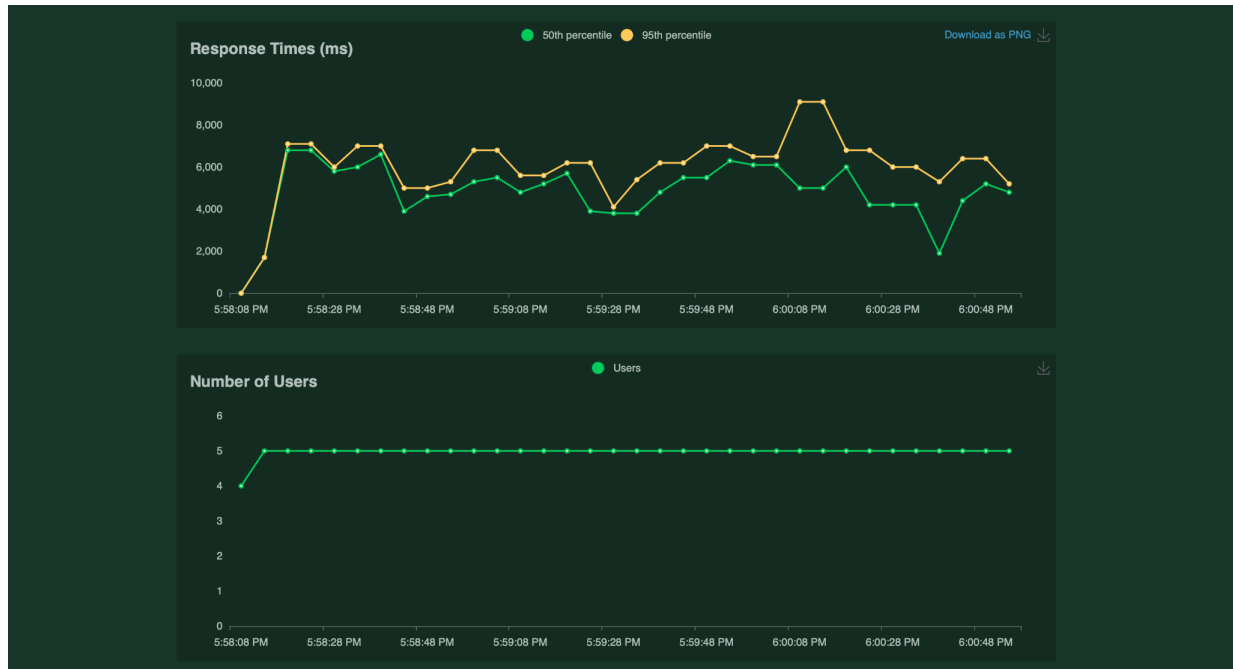 50th percentile 95th percentile Download as PNG
Response Times (ms)
10,000
8,000
6,000
4,000
2,000
0
5:58:08 PM 5:58:28 PM 5:58:48 PM 5:59:08 PM 5:59:28 PM 5:59:48 PM 6:00:08 PM 6:00:28 PM 6:00:48 PM
Users
Number of Users
6
5
4
3
2
1
0
5:58:08 PM 5:58:28 PM 5:58:48 PM 5:59:08 PM 5:59:28 PM 5:59:48 PM 6:00:08 PM 6:00:28 PM 6:00:48 PM